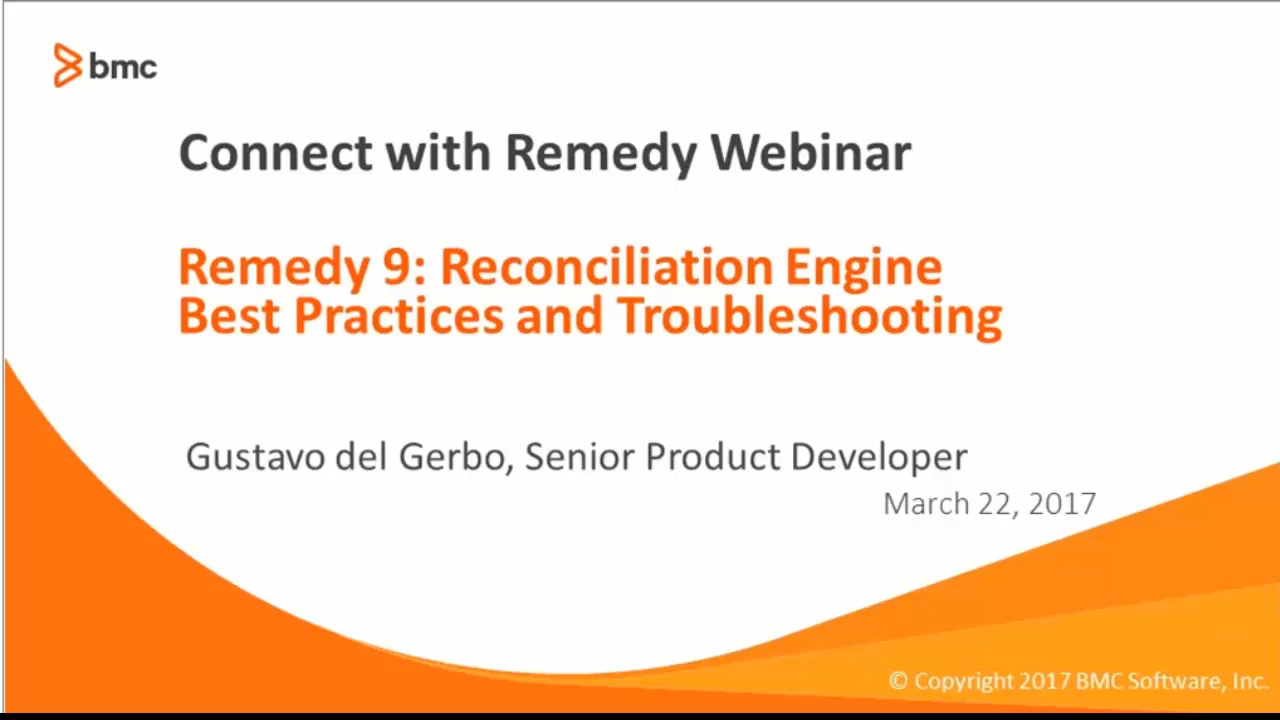 bmc
Connect with Remedy Webinar
Remedy 9: Reconciliation Engine
Best Practices and Troubleshooting
Gustavo del Gerbo, Senior Product Developer
March 22, 2017
© Copyright 2017 BMC Software, Inc.